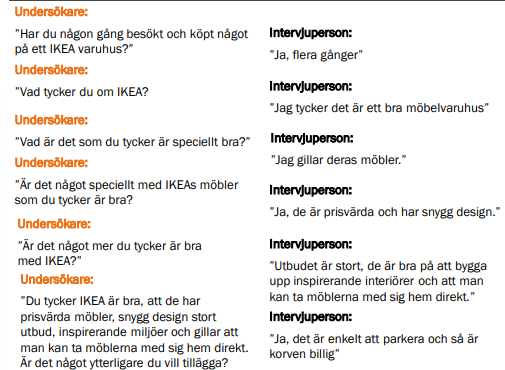 Undersökare:
”Har du någon gång besökt och köpt något
på ett IKEA varuhus?”
Intervjuperson:
”Ja, flera gånger”
Undersökare:
”Vad tycker du om IKEA?
Intervjuperson:
”Jag tycker det är ett bra möbelvaruhus”
Undersökare:
”Vad är det som du tycker är speciellt bra?”
Intervjuperson:
”Jag gillar deras möbler.”
Undersökare:
”Är det något speciellt med IKEAs möbler
som du tycker är bra?
Intervjuperson:
”Ja, de är prisvärda och har snygg design.”
Undersökare:
”Är det något mer du tycker är bra
med IKEA?”
Intervjuperson:
”Utbudet är stort, de är bra på att bygga
upp inspirerande interiörer och att man
kan ta möblerna med sig hem direkt.”
Undersökare:
”Du tycker IKEA är bra, att de har
prisvärda möbler, snygg design stort
utbud, inspirerande miljöer och gillar att
man kan ta möblerna med sig hem direkt.
Är det något ytterligare du vill tillägga?
Intervjuperson:
”Ja, det är enkelt att parkera och så är
korven billig”